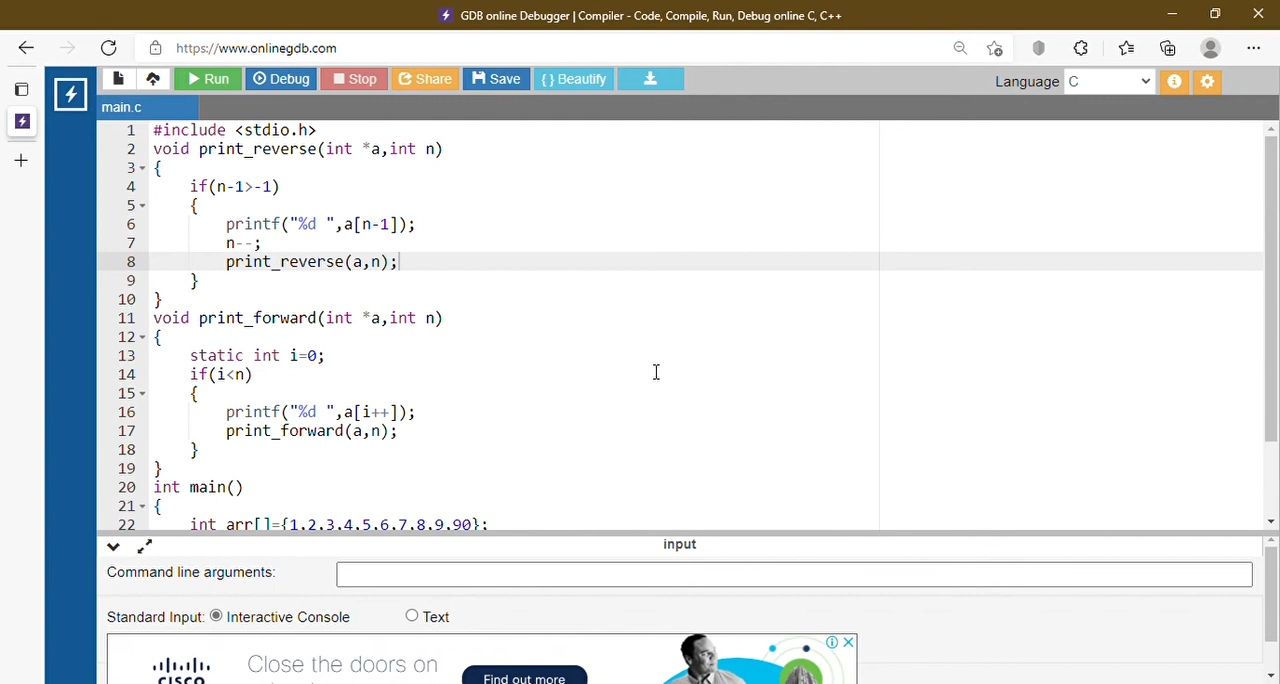 GDB online Debugger | Compiler - Code, Compile, Run, Debug online C, C++
https://www.onlinegdb.com
Run Debug Stop Share Save { } Beautify Language C
main.c
1 #include <stdio.h>
2 void print_reverse(int *a,int n)
3 {
4 if(n-1>-1)
5 {
6 printf("%d ",a[n-1]);
7 n--;
8 print_reverse(a,n);
9 }
10 }
11 void print_forward(int *a,int n)
12 {
13 static int i=0;
14 if(i<n)
15 {
16 printf("%d ",a[i++]);
17 print_forward(a,n);
18 }
19 }
20 int main()
21 {
22 int arr[]={1,2,3,4,5,6,7,8,9,90};
input
Command line arguments:
Standard Input: Interactive Console Text
Close the doors on
CISCO
Find out more